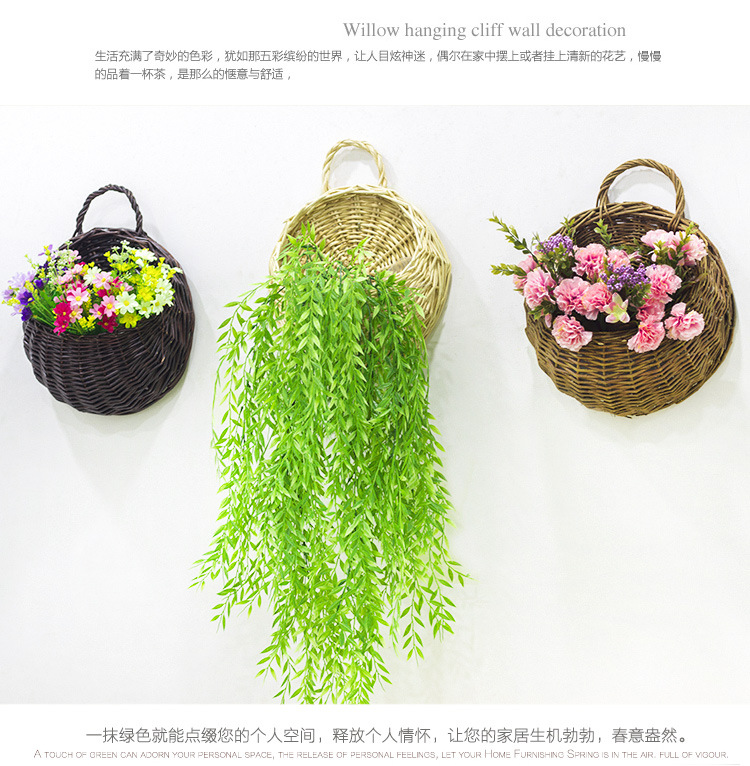 Willow hanging cliff wall decoration
生活充满了奇妙的色彩，犹如那五彩缤纷的世界，让人目炫神迷，偶尔在家中摆上或者挂上清新的花艺，慢慢
的品着一杯茶，是那么的惬意与舒适，
一抹绿色就能点缀您的个人空间，释放个人情怀，让您的家居生机勃勃，春意盎然。
A TOUCH OF GREEN CAN ADORN YOUR PERSONAL SPACE, THE RELEASE OF PERSONAL FEELINGS, LET YOUR HOME FURNISHING SPRING IS IN THE AIR. FULL OF VIGOUR.